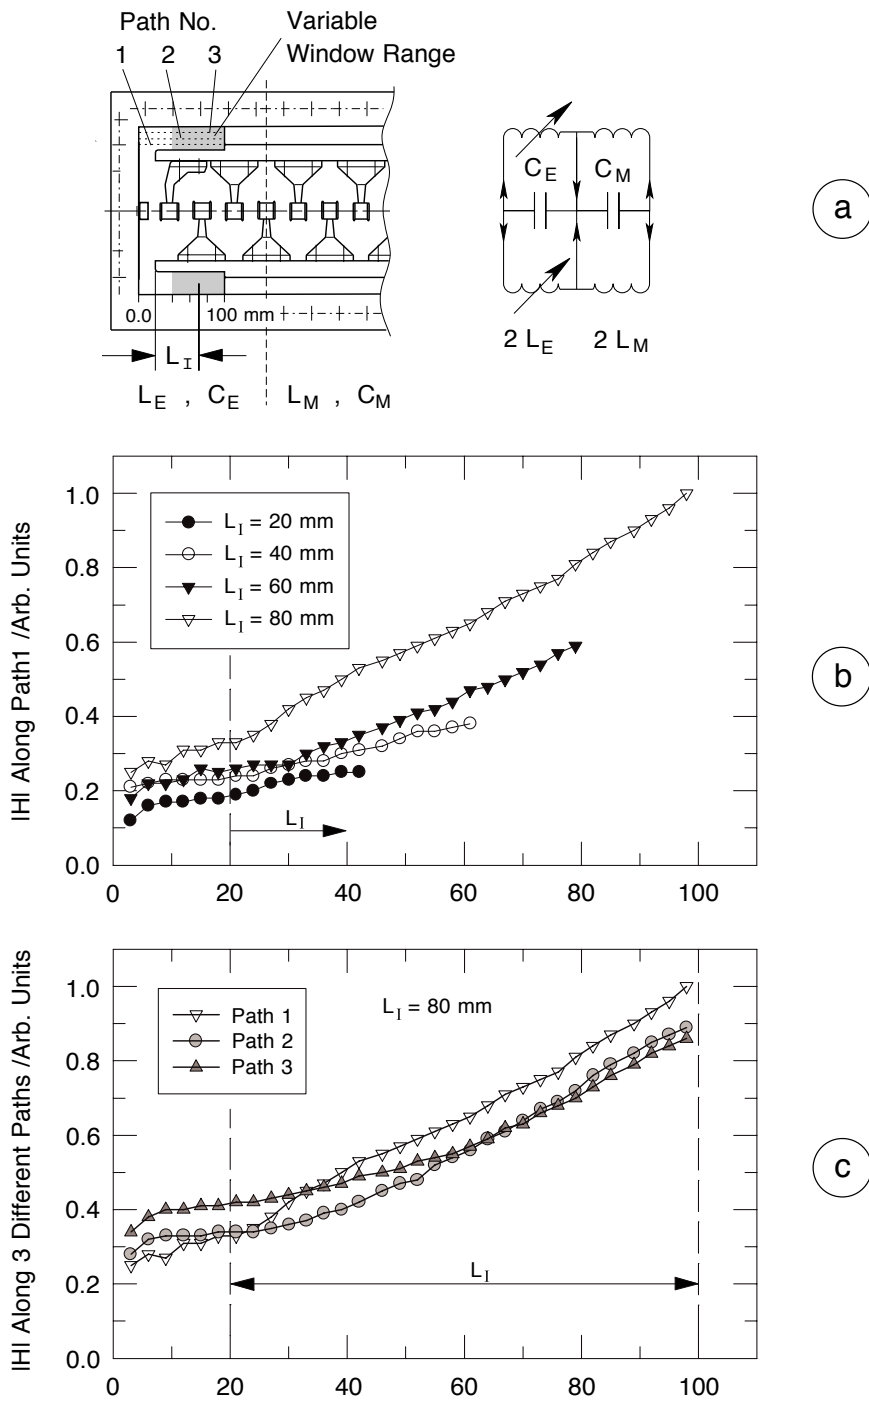 Path No.
Variable
1 2 3
Window Range
0.0
100 mm
L_I
L_E , C_E
L_M , C_M
C_E
C_M
2 L_E
2 L_M
a
IHI Along Path1 /Arb. Units
1.0
0.8
0.6
0.4
0.2
0.0
L_I = 20 mm
L_I = 40 mm
L_I = 60 mm
L_I = 80 mm
L_I
0 20 40 60 80 100
b
IHI Along 3 Different Paths /Arb. Units
1.0
0.8
0.6
0.4
0.2
0.0
Path 1
Path 2
Path 3
L_I = 80 mm
L_I
0 20 40 60 80 100
c